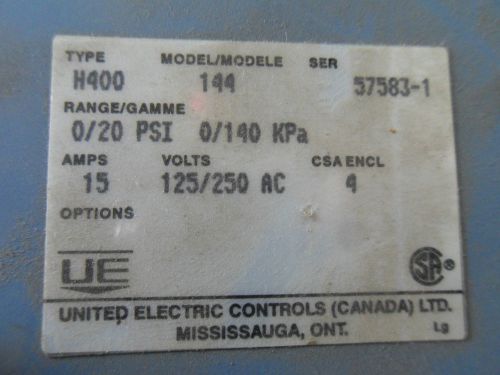 TYPE MODEL/MODELE SER
H400 144 57583-1
RANGE/GAMME
0/20 PSI 0/140 KPa
AMPS VOLTS CSA ENCL
15 125/250 AC 4
OPTIONS
UE SA®
UNITED ELECTRIC CONTROLS (CANADA) LTD.
MISSISSAUGA, ONT. Lg